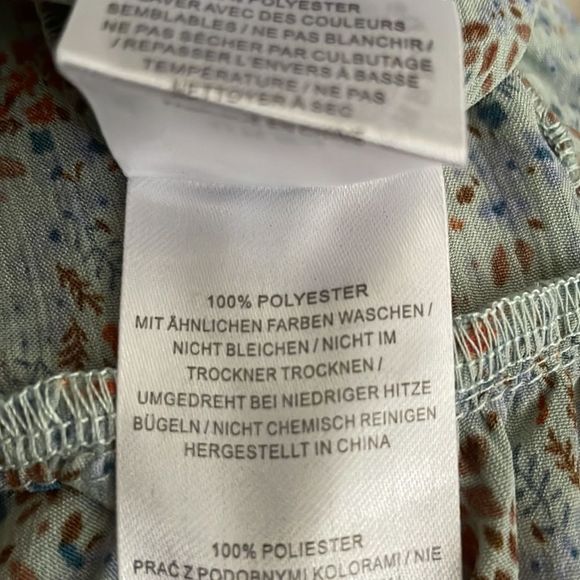 POLYESTER
LAVER AVEC DES COULEURS
SEMBLABLES / NE PAS BLANCHIR /
NE PAS SÉCHER PAR CULBUTAGE
/ REPASSER L'ENVERS À BASSE
TEMPÉRATURE / NE PAS
NETTOYER À SEC
100% POLYESTER
MIT ÄHNLICHEN FARBEN WASCHEN /
NICHT BLEICHEN / NICHT IM
TROCKNER TROCKNEN /
UMGEDREHT BEI NIEDRIGER HITZE
BÜGELN / NICHT CHEMISCH REINIGEN
HERGESTELLT IN CHINA
100% POLIESTER
PRAĆ Z PODOBNYMI KOLORAMI / NIE